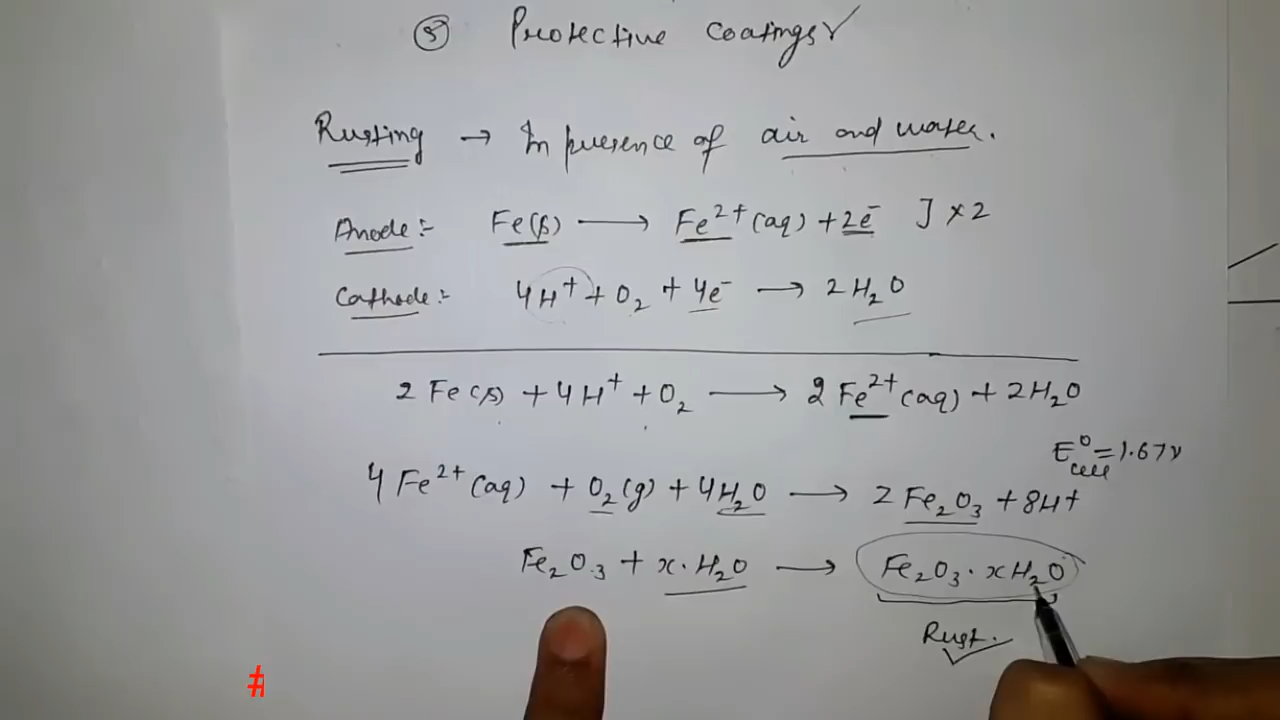 ⑧ Protective coatings✓
Rusting → In presence of air and water.
Anode:- Fe(s) ⟶ Fe²⁺(aq) + 2e⁻ ] × 2
Cathode:- 4H⁺ + O₂ + 4e⁻ ⟶ 2H₂O
2Fe(s) + 4H⁺ + O₂ ⟶ 2Fe²⁺(aq) + 2H₂O
E⁰cell = 1.67V
4Fe²⁺(aq) + O₂(g) + 4H₂O ⟶ 2Fe₂O₃ + 8H⁺
Fe₂O₃ + x·H₂O ⟶ Fe₂O₃·xH₂O
Rust.
#